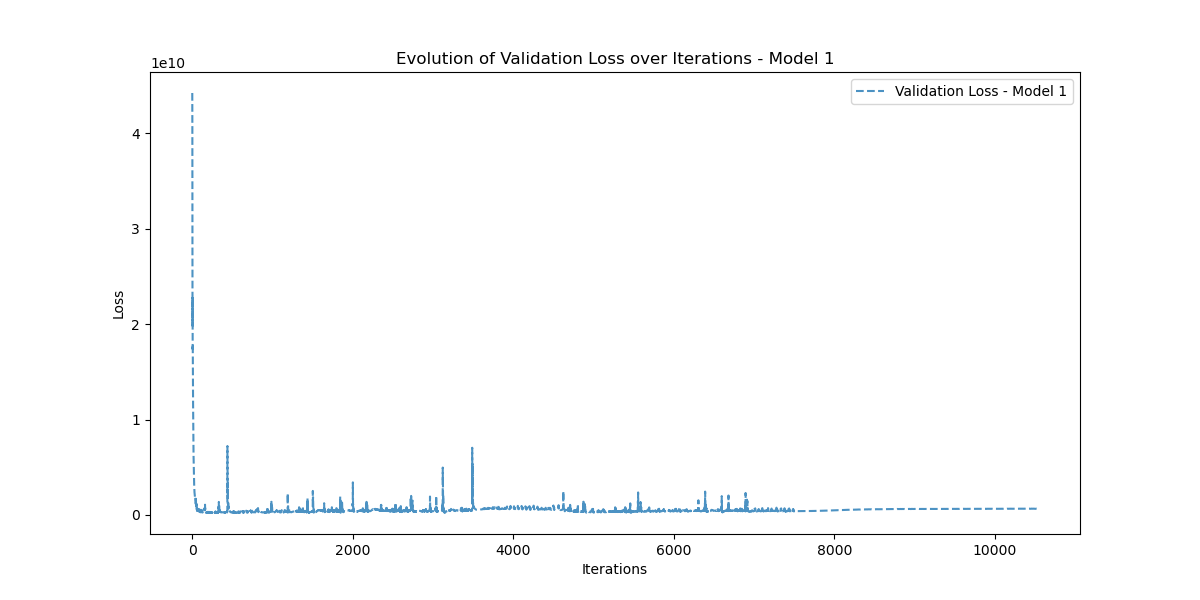 Evolution of Validation Loss over Iterations - Model 1
1e10
Validation Loss - Model 1
4
3
2
1
0
Loss
0 2000 4000 6000 8000 10000
Iterations